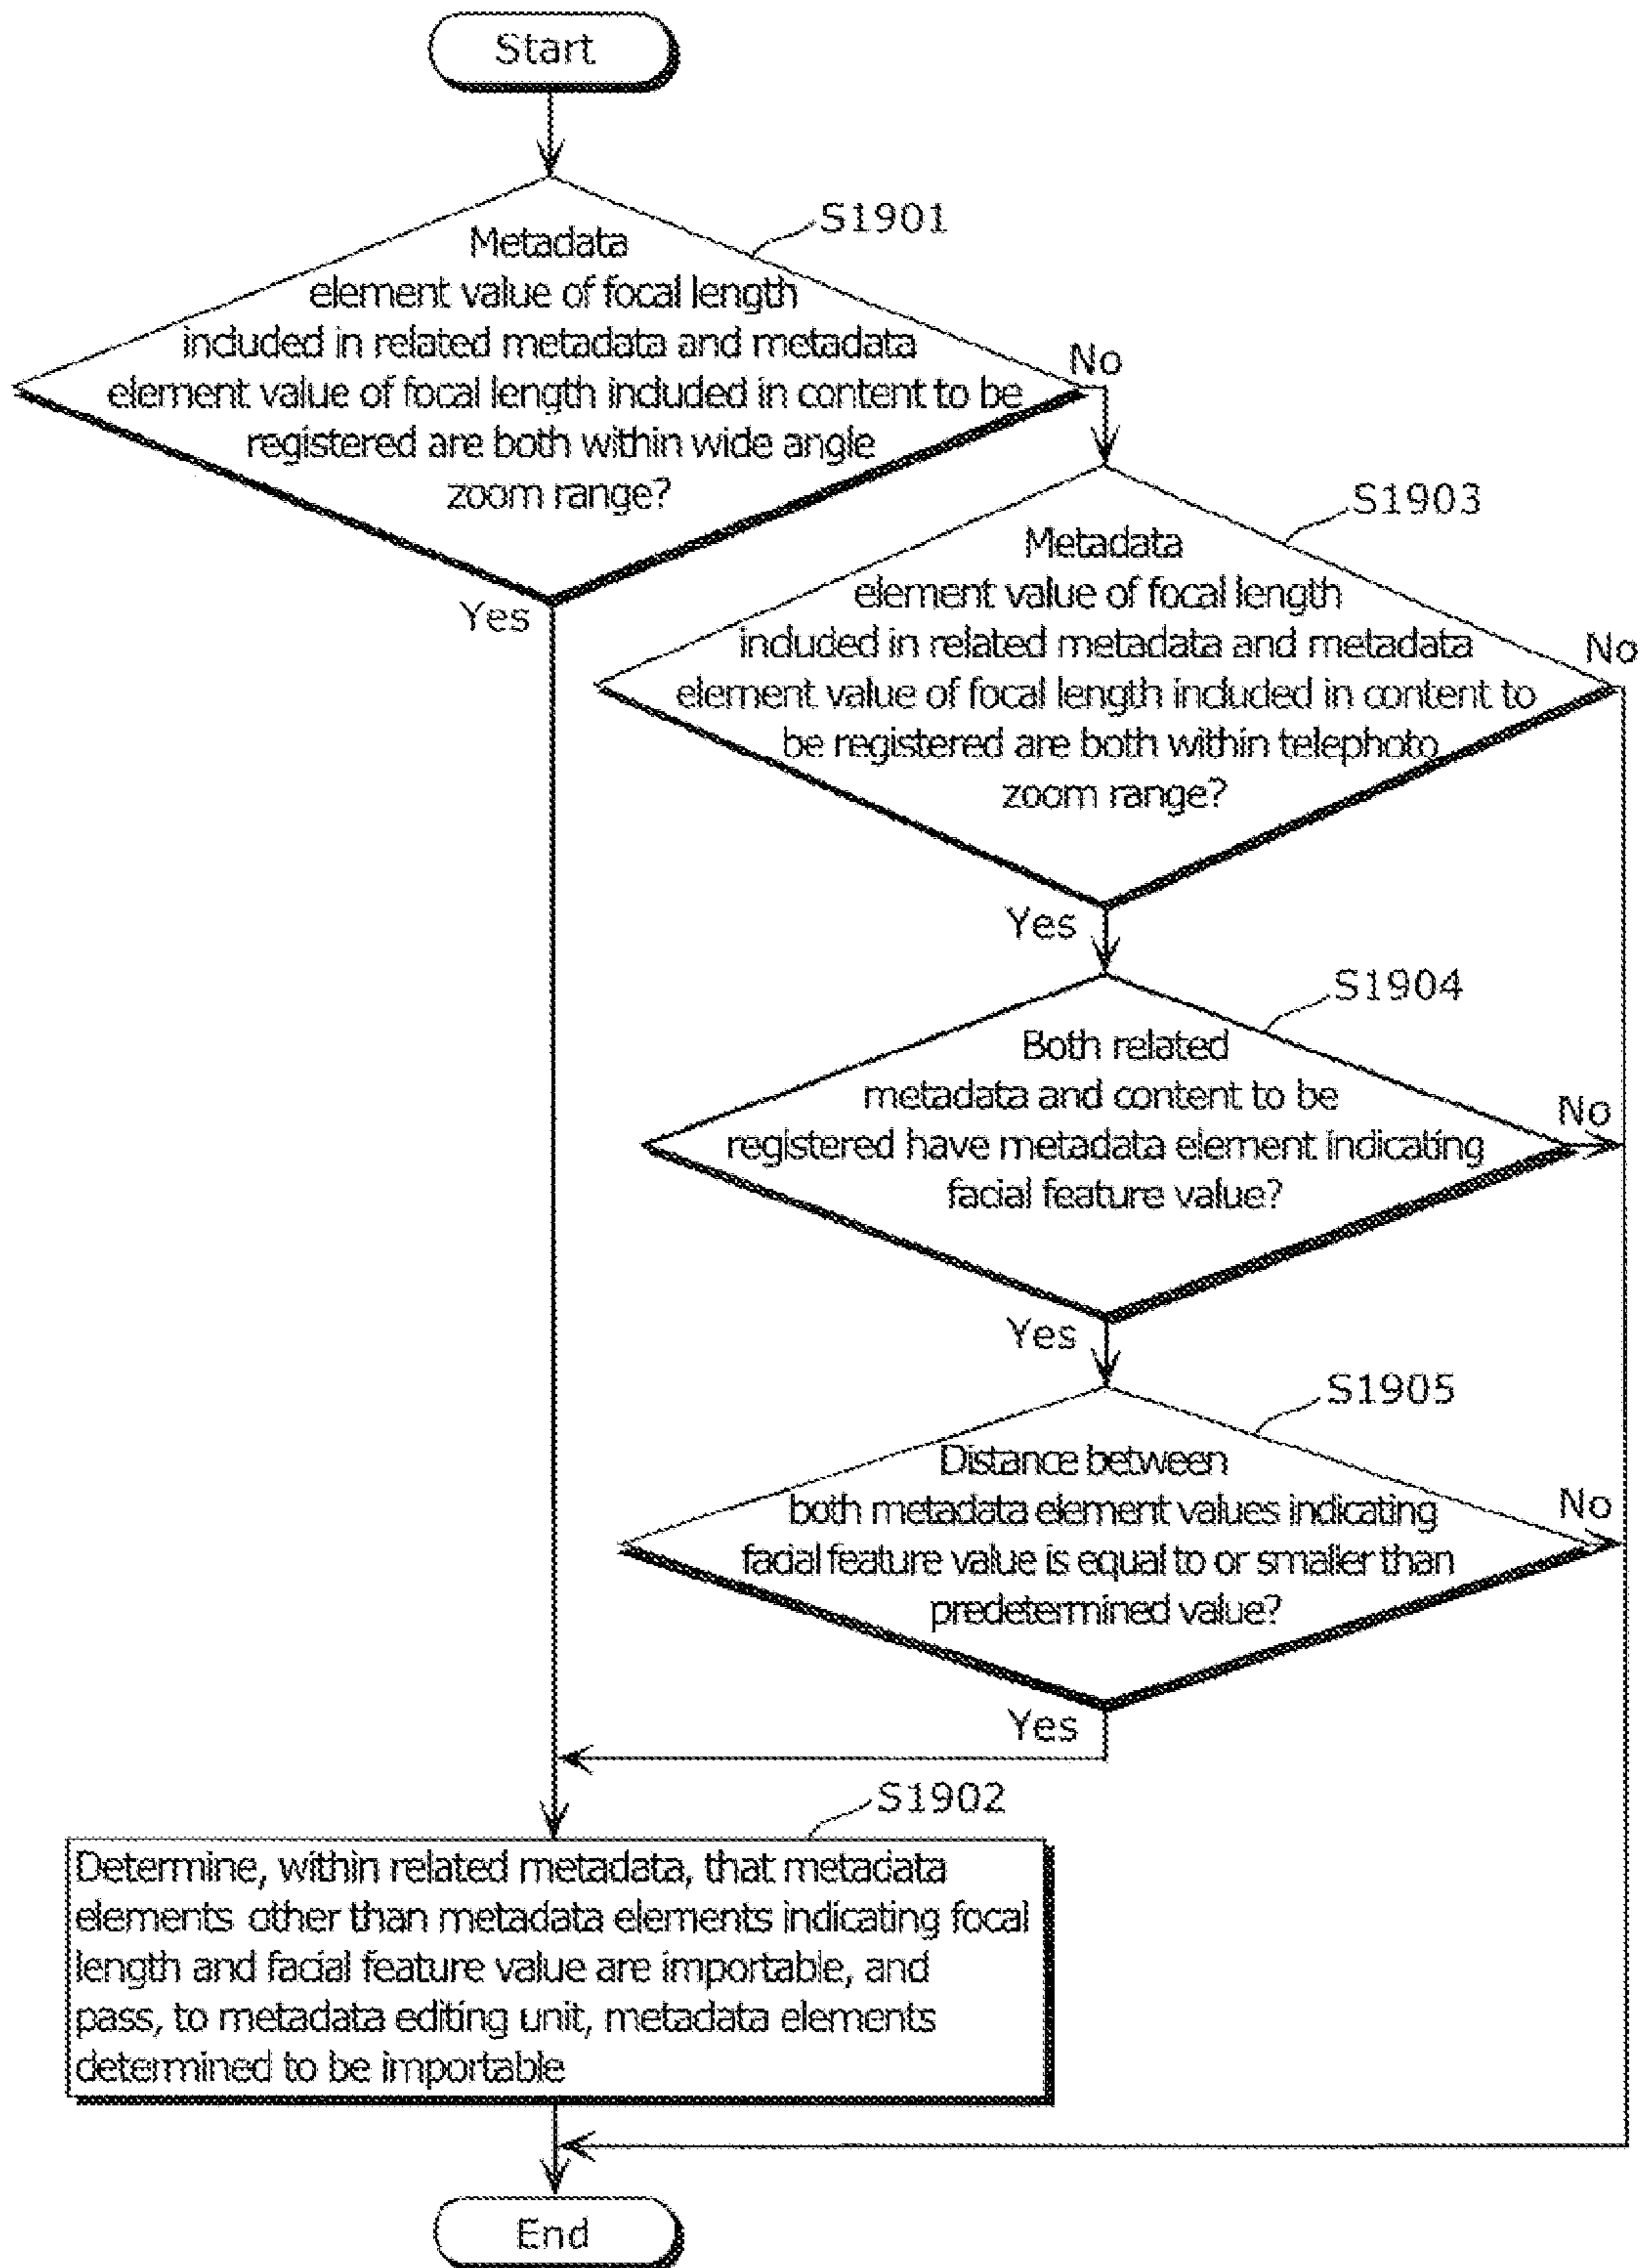 Start
S1901
Metadata
element value of focal length
included in related metadata and metadata
element value of focal length included in content to be
registered are both within wide angle
zoom range?
No
Yes
S1903
Metadata
element value of focal length
included in related metadata and metadata
element value of focal length included in content to
be registered are both within telephoto
zoom range?
No
Yes
S1904
Both related
metadata and content to be
registered have metadata element indicating
facial feature value?
No
Yes
S1905
Distance between
both metadata element values indicating
facial feature value is equal to or smaller than
predetermined value?
No
Yes
S1902
Determine, within related metadata, that metadata
elements other than metadata elements indicating focal
length and facial feature value are importable, and
pass, to metadata editing unit, metadata elements
determined to be importable
End